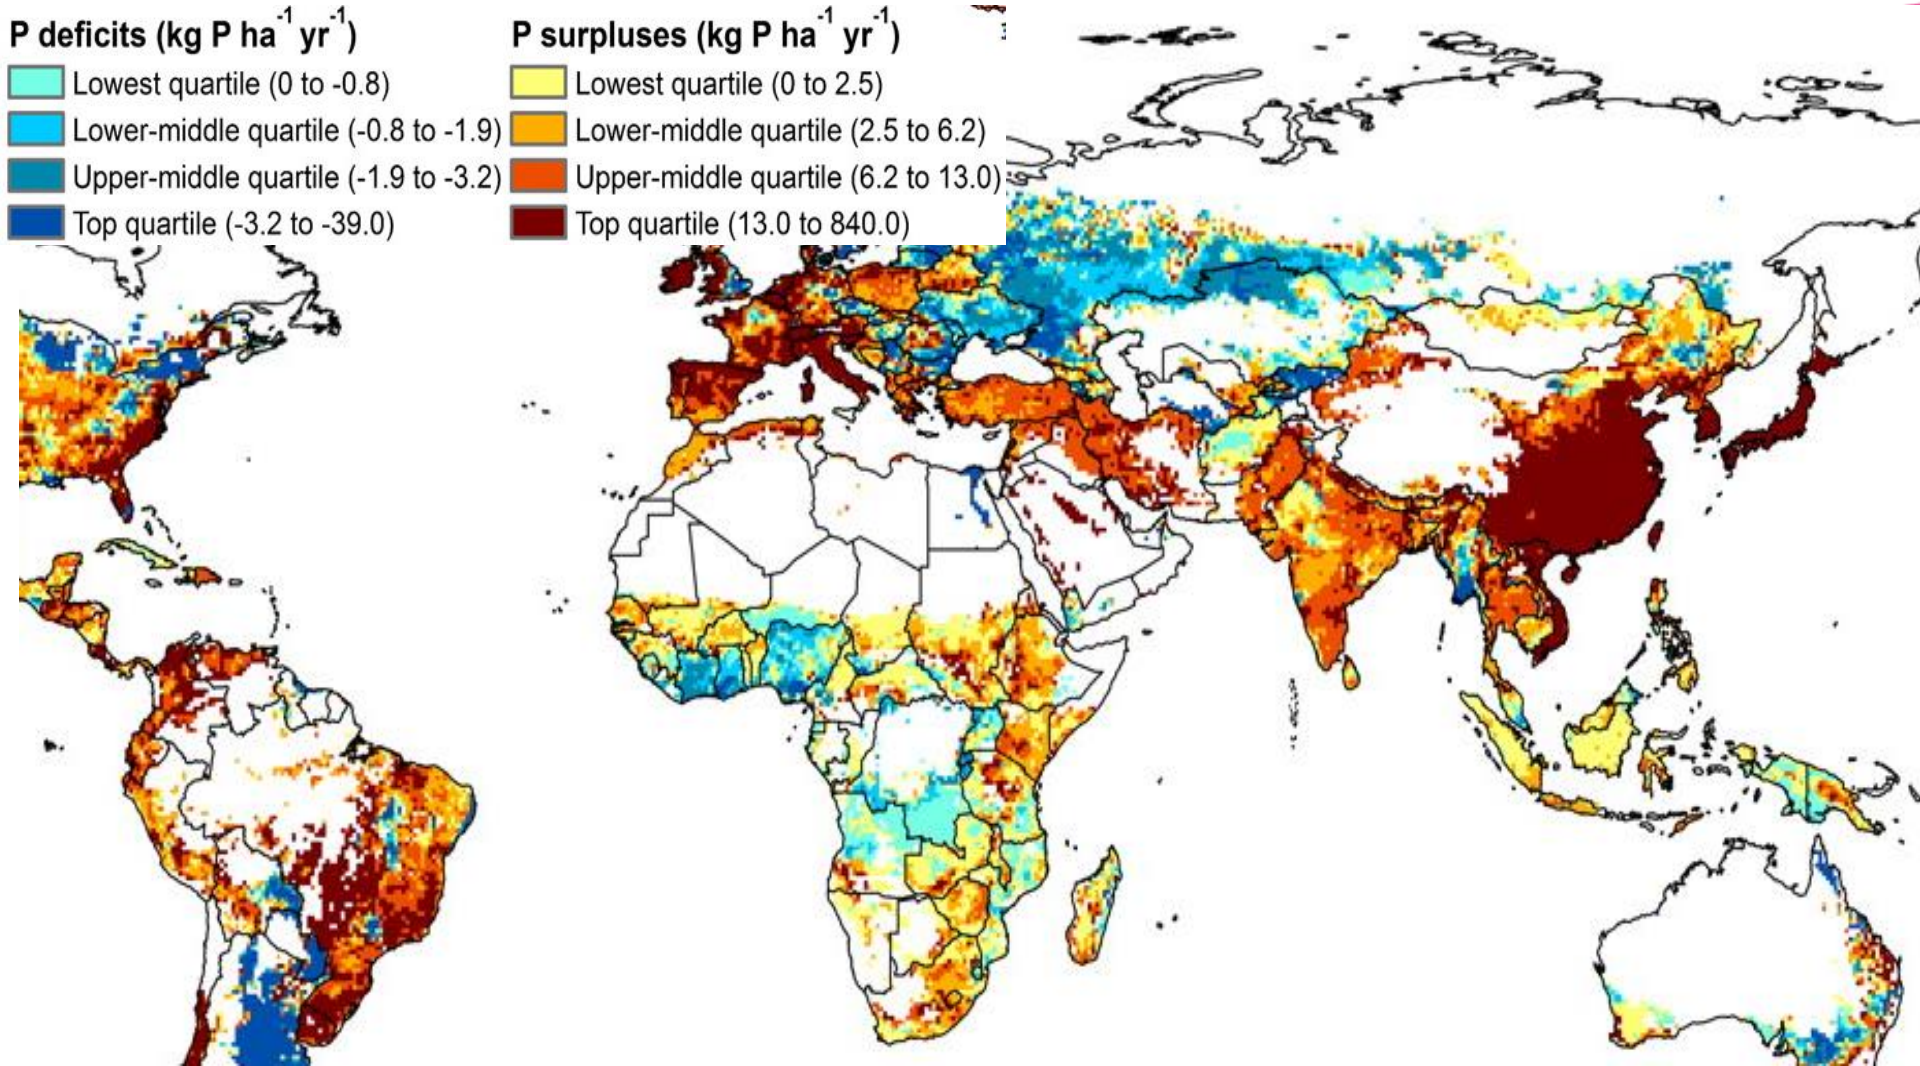 P deficits (kg P ha⁻¹ yr⁻¹)
Lowest quartile (0 to -0.8)
Lower-middle quartile (-0.8 to -1.9)
Upper-middle quartile (-1.9 to -3.2)
Top quartile (-3.2 to -39.0)
P surpluses (kg P ha⁻¹ yr⁻¹)
Lowest quartile (0 to 2.5)
Lower-middle quartile (2.5 to 6.2)
Upper-middle quartile (6.2 to 13.0)
Top quartile (13.0 to 840.0)